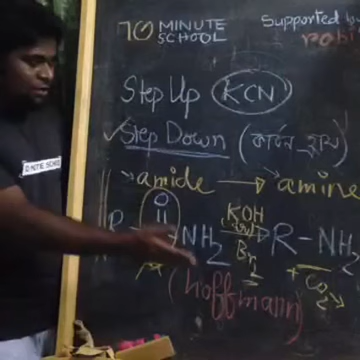 10 MINUTE SCHOOL
Supported by
robi
Step Up KCN
✓ Step Down (কার্বন হ্রাস)
→ amide → amine
R O || NH2 KOH Br2 → R - NH2
+ CO2
(hoffmann)
10 MINUTE SCHOOL